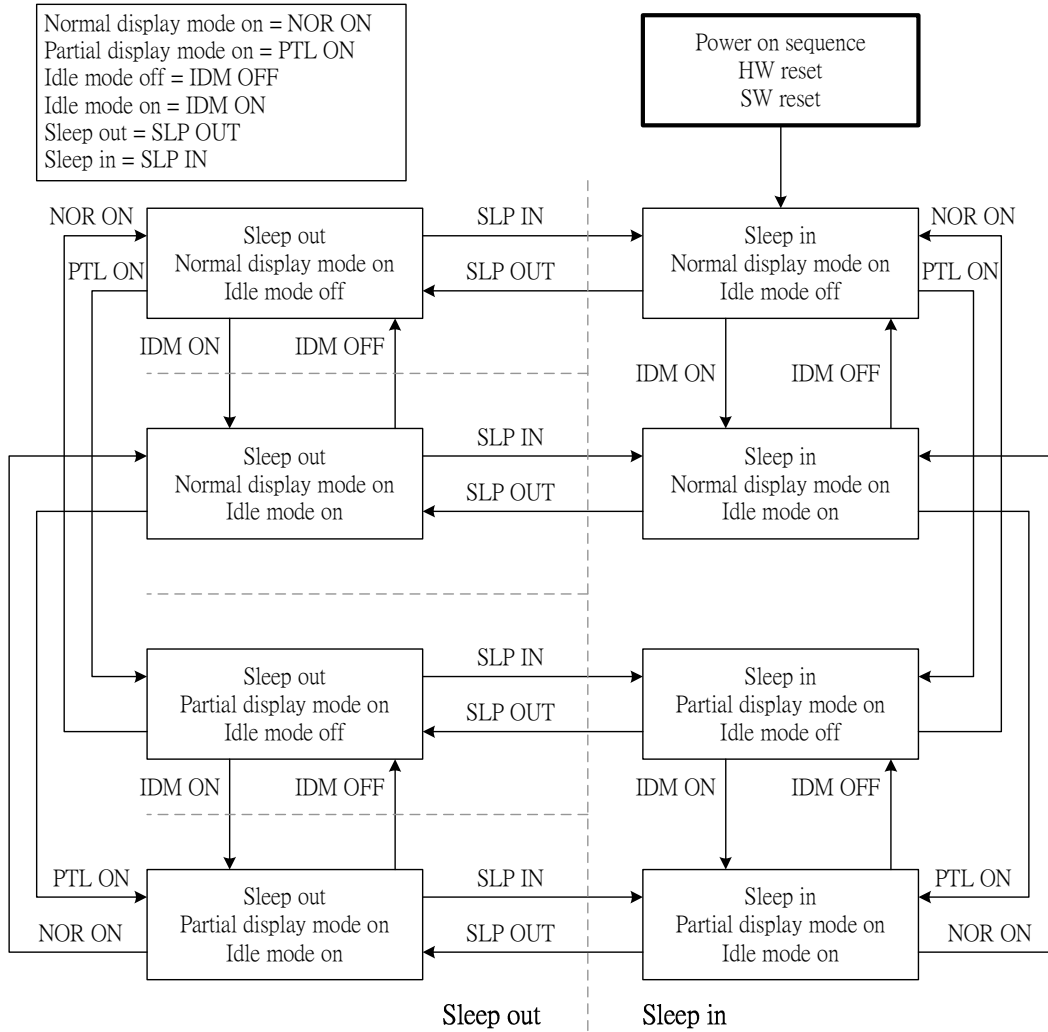 Normal display mode on = NOR ON
Partial display mode on = PTL ON
Idle mode off = IDM OFF
Idle mode on = IDM ON
Sleep out = SLP OUT
Sleep in = SLP IN
Power on sequence
HW reset
SW reset
NOR ON
PTL ON
Sleep out
Normal display mode on
Idle mode off
SLP IN
SLP OUT
Sleep in
Normal display mode on
Idle mode off
NOR ON
PTL ON
IDM ON
IDM OFF
IDM ON
IDM OFF
Sleep out
Normal display mode on
Idle mode on
SLP IN
SLP OUT
Sleep in
Normal display mode on
Idle mode on
Sleep out
Partial display mode on
Idle mode off
SLP IN
SLP OUT
Sleep in
Partial display mode on
Idle mode off
IDM ON
IDM OFF
IDM ON
IDM OFF
PTL ON
NOR ON
Sleep out
Partial display mode on
Idle mode on
SLP IN
SLP OUT
Sleep in
Partial display mode on
Idle mode on
PTL ON
NOR ON
Sleep out
Sleep in